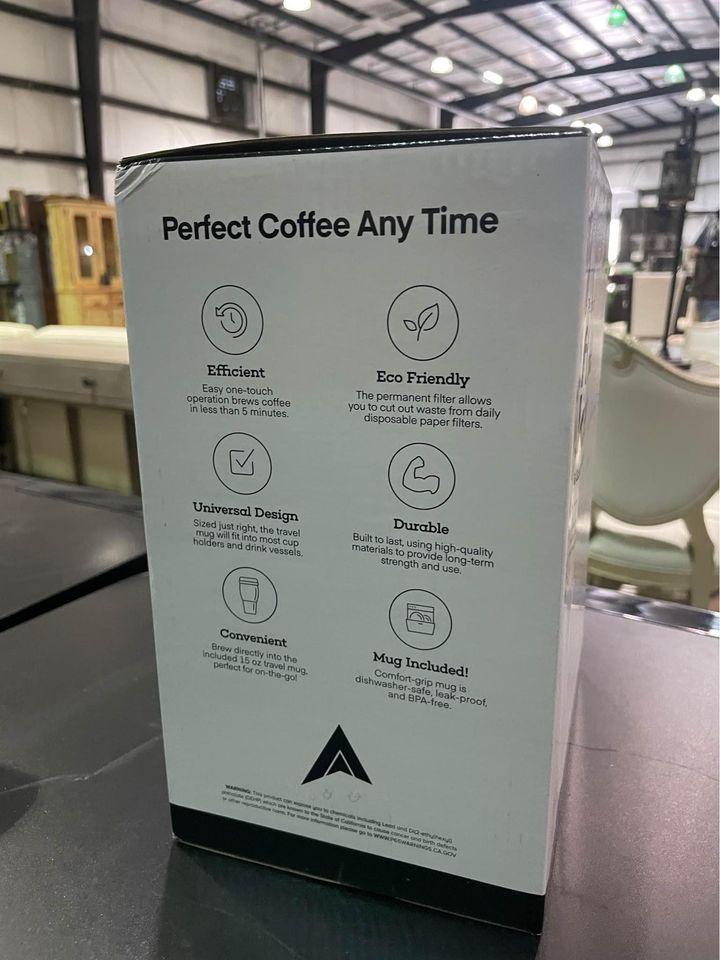 Perfect Coffee Any Time
Efficient
Easy one-touch
operation brews coffee
in less than 5 minutes.
Eco Friendly
The permanent filter allows
you to cut out waste from daily
disposable paper filters.
Universal Design
Sized just right, the travel
mug will fit into most cup
holders and drink vessels.
Durable
Built to last, using high-quality
materials to provide long-term
strength and use.
Convenient
Brew directly into the
included 15 oz travel mug,
perfect for on-the-go!
Mug Included!
Comfort-grip mug is
dishwasher-safe, leak-proof,
and BPA-free.
WARNING: This product can expose you to chemicals including Lead and Di(2-ethylhexyl)
phthalate (DEHP) which are known to the State of California to cause cancer and birth defects
or other reproductive harm. For more information please go to WWW.P65WARNINGS.CA.GOV